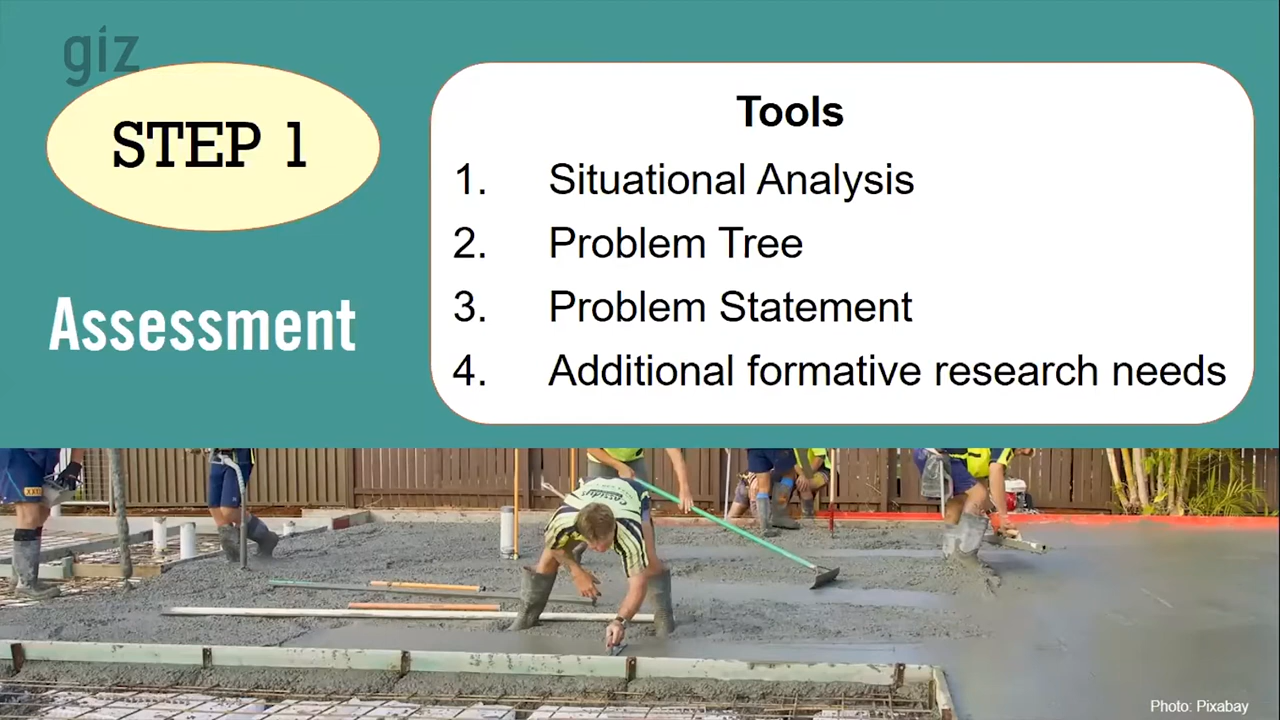 giz
STEP 1
Assessment
Tools
1. Situational Analysis
2. Problem Tree
3. Problem Statement
4. Additional formative research needs
Photo: Pixabay